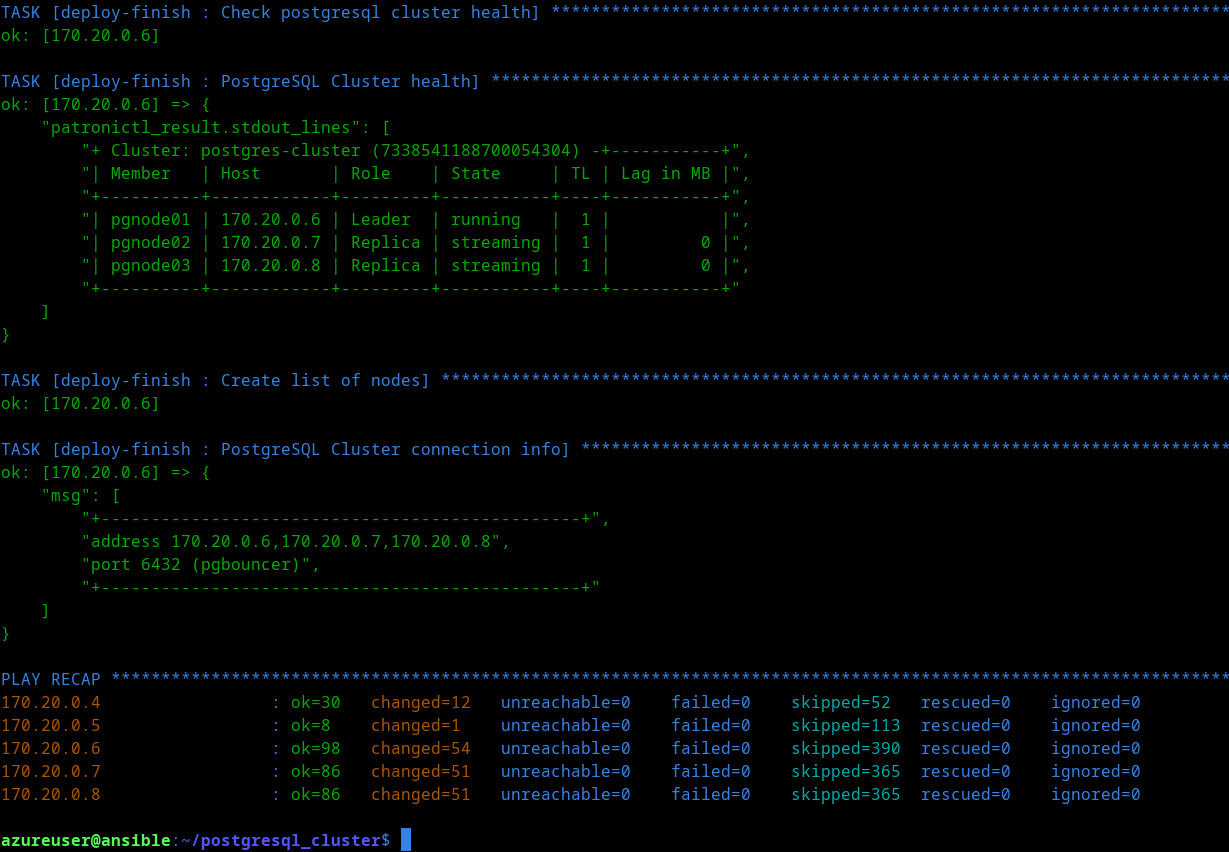 TASK [deploy-finish : Check postgresql cluster health] ********************************************************************
ok: [170.20.0.6]

TASK [deploy-finish : PostgreSQL Cluster health] **************************************************************************
ok: [170.20.0.6] => {
    "patronictl_result.stdout_lines": [
        "+ Cluster: postgres-cluster (7338541188700054304) -+-----------+",
        "| Member   | Host       | Role    | State     | TL | Lag in MB |",
        "+----------+------------+---------+-----------+----+-----------+",
        "| pgnode01 | 170.20.0.6 | Leader  | running   |  1 |           |",
        "| pgnode02 | 170.20.0.7 | Replica | streaming |  1 |         0 |",
        "| pgnode03 | 170.20.0.8 | Replica | streaming |  1 |         0 |",
        "+----------+------------+---------+-----------+----+-----------+"
    ]
}

TASK [deploy-finish : Create list of nodes] *******************************************************************************
ok: [170.20.0.6]

TASK [deploy-finish : PostgreSQL Cluster connection info] *****************************************************************
ok: [170.20.0.6] => {
    "msg": [
        "+------------------------------------------------+",
        "address 170.20.0.6,170.20.0.7,170.20.0.8",
        "port 6432 (pgbouncer)",
        "+------------------------------------------------+"
    ]
}

PLAY RECAP ****************************************************************************************************************
170.20.0.4                 : ok=30   changed=12   unreachable=0    failed=0    skipped=52   rescued=0    ignored=0
170.20.0.5                 : ok=8    changed=1    unreachable=0    failed=0    skipped=113  rescued=0    ignored=0
170.20.0.6                 : ok=98   changed=54   unreachable=0    failed=0    skipped=390  rescued=0    ignored=0
170.20.0.7                 : ok=86   changed=51   unreachable=0    failed=0    skipped=365  rescued=0    ignored=0
170.20.0.8                 : ok=86   changed=51   unreachable=0    failed=0    skipped=365  rescued=0    ignored=0

azureuser@ansible:~/postgresql_cluster$